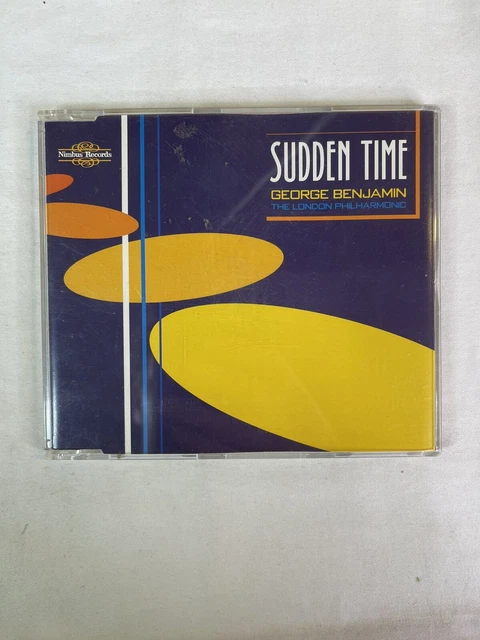 Nimbus Records
SUDDEN TIME
GEORGE BENJAMIN
THE LONDON PHILHARMONIC